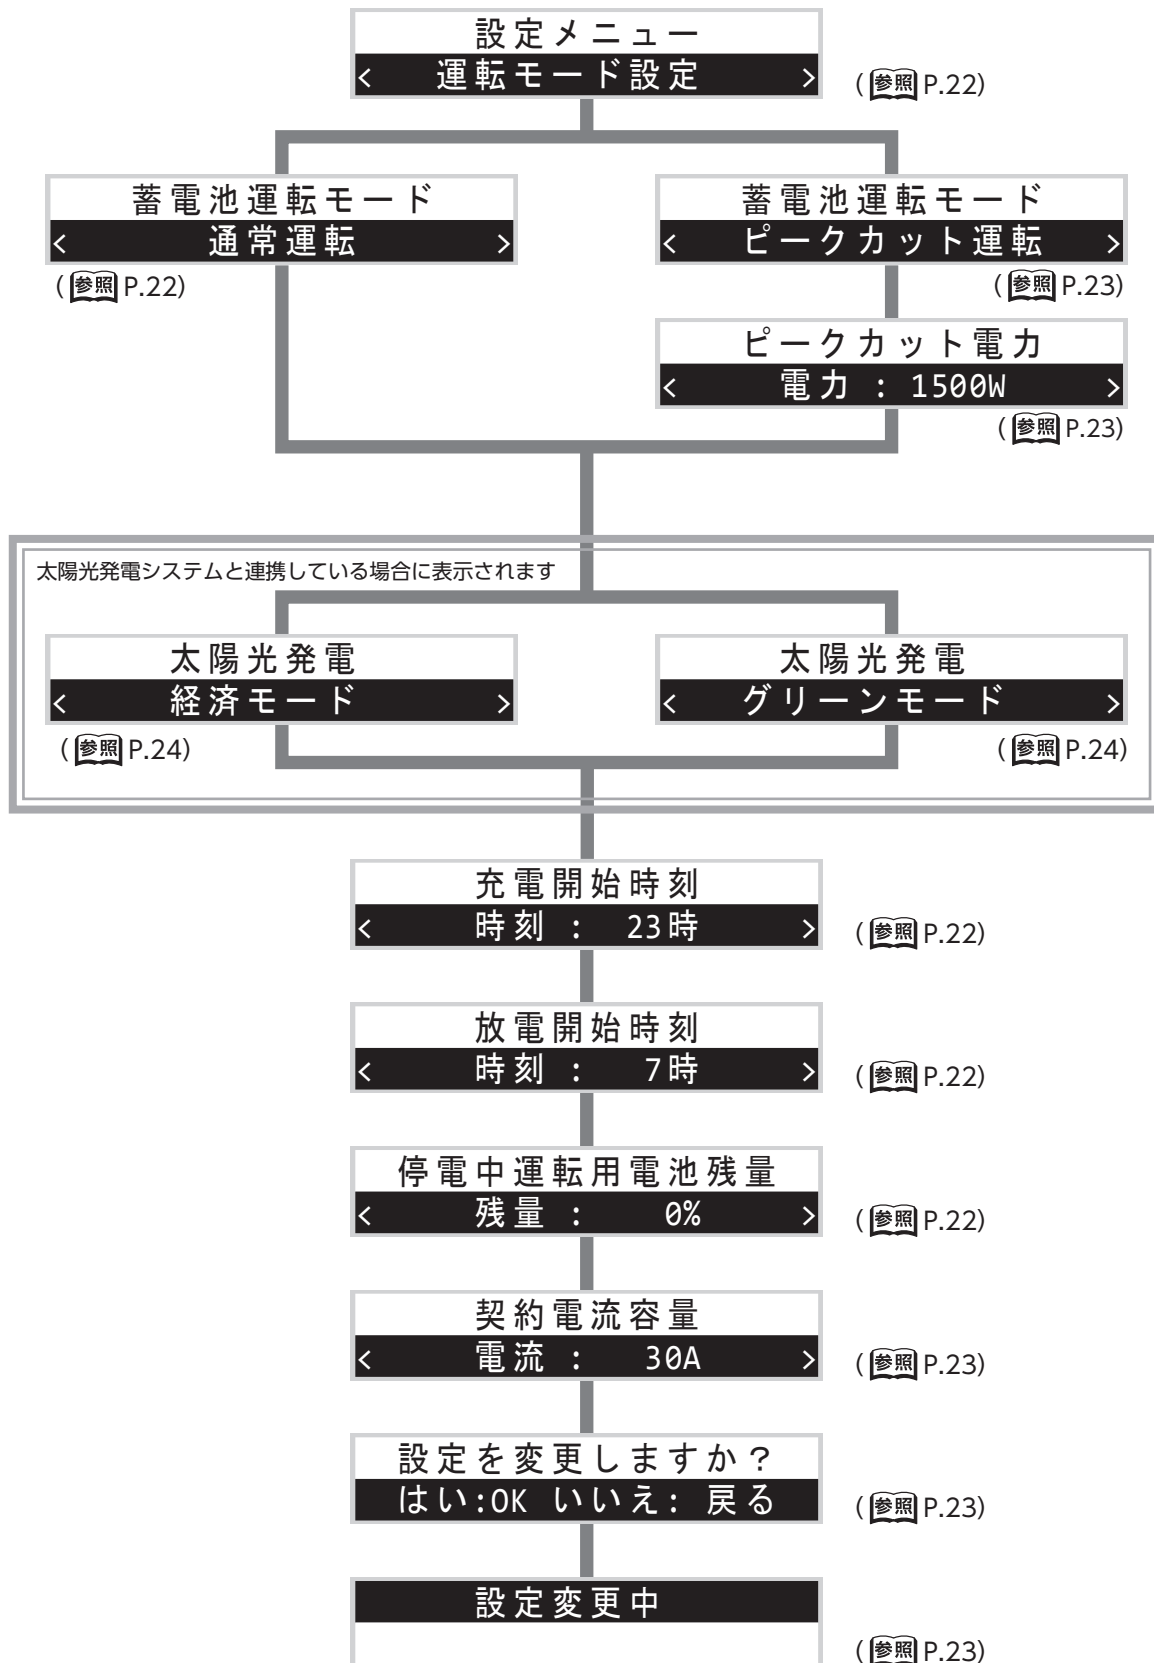 設定メニュー
< 運転モード設定 >
(参照 P.22)
蓄電池運転モード
< 通常運転 >
(参照 P.22)
蓄電池運転モード
< ピークカット運転 >
(参照 P.23)
ピークカット電力
< 電力 : 1500W >
(参照 P.23)
太陽光発電システムと連携している場合に表示されます
太陽光発電
< 経済モード >
(参照 P.24)
太陽光発電
< グリーンモード >
(参照 P.24)
充電開始時刻
< 時刻 : 23時 >
(参照 P.22)
放電開始時刻
< 時刻 : 7時 >
(参照 P.22)
停電中運転用電池残量
< 残量 : 0% >
(参照 P.22)
契約電流容量
< 電流 : 30A >
(参照 P.23)
設定を変更しますか？
はい:OK いいえ: 戻る
(参照 P.23)
設定変更中
(参照 P.23)